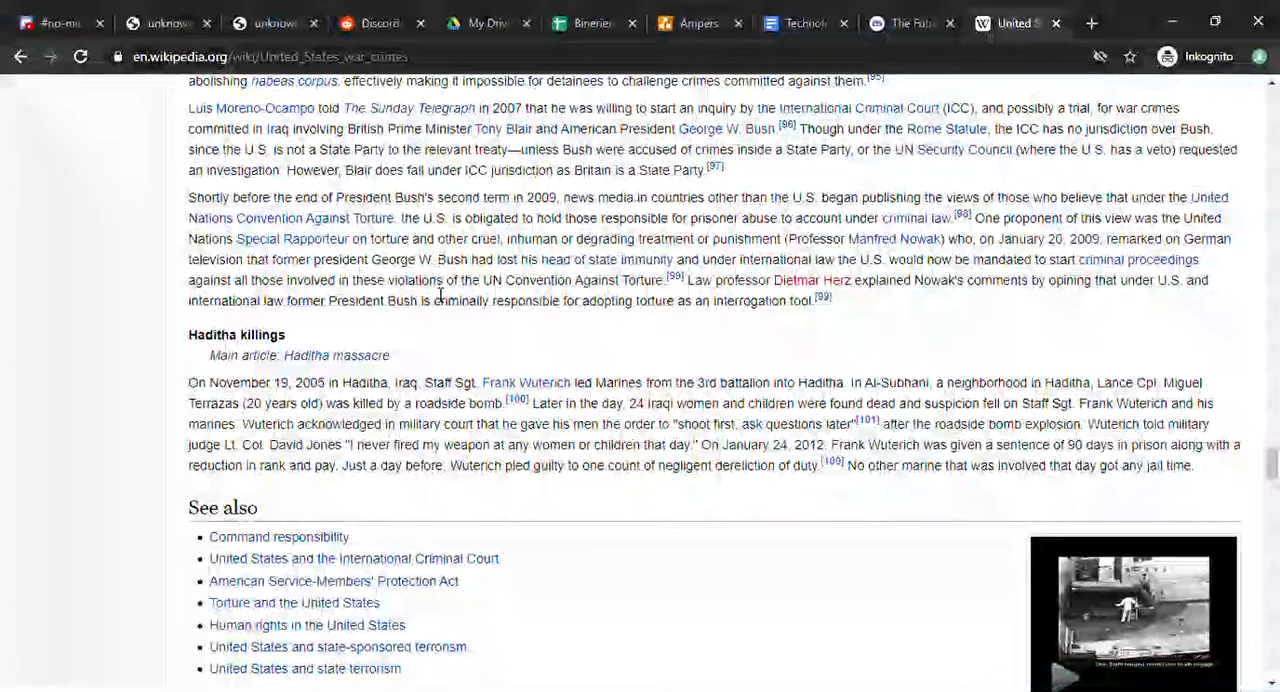 #no-mi
unknow
unknow
Discord
My Driv
Binerie
Ampers
Technol
The Futu
United S
en.wikipedia.org/wiki/United_States_war_crimes
Inkognito
abolishing habeas corpus, effectively making it impossible for detainees to challenge crimes committed against them.[95]
Luis Moreno-Ocampo told The Sunday Telegraph in 2007 that he was willing to start an inquiry by the International Criminal Court (ICC), and possibly a trial, for war crimes
committed in Iraq involving British Prime Minister Tony Blair and American President George W. Bush.[96] Though under the Rome Statute, the ICC has no jurisdiction over Bush,
since the U.S. is not a State Party to the relevant treaty—unless Bush were accused of crimes inside a State Party, or the UN Security Council (where the U.S. has a veto) requested
an investigation. However, Blair does fall under ICC jurisdiction as Britain is a State Party.[97]
Shortly before the end of President Bush's second term in 2009, news media in countries other than the U.S. began publishing the views of those who believe that under the United
Nations Convention Against Torture, the U.S. is obligated to hold those responsible for prisoner abuse to account under criminal law.[98] One proponent of this view was the United
Nations Special Rapporteur on torture and other cruel, inhuman or degrading treatment or punishment (Professor Manfred Nowak) who, on January 20, 2009, remarked on German
television that former president George W. Bush had lost his head of state immunity and under international law the U.S. would now be mandated to start criminal proceedings
against all those involved in these violations of the UN Convention Against Torture.[99] Law professor Dietmar Herz explained Nowak's comments by opining that under U.S. and
international law former President Bush is criminally responsible for adopting torture as an interrogation tool.[99]
Haditha killings
Main article: Haditha massacre
On November 19, 2005 in Haditha, Iraq, Staff Sgt. Frank Wuterich led Marines from the 3rd battalion into Haditha. In Al-Subhani, a neighborhood in Haditha, Lance Cpl. Miguel
Terrazas (20 years old) was killed by a roadside bomb.[100] Later in the day, 24 Iraqi women and children were found dead and suspicion fell on Staff Sgt. Frank Wuterich and his
marines. Wuterich acknowledged in military court that he gave his men the order to "shoot first, ask questions later"[101] after the roadside bomb explosion. Wuterich told military
judge Lt. Col. David Jones "I never fired my weapon at any women or children that day." On January 24, 2012, Frank Wuterich was given a sentence of 90 days in prison along with a
reduction in rank and pay. Just a day before, Wuterich pled guilty to one count of negligent dereliction of duty.[100] No other marine that was involved that day got any jail time.
See also
Command responsibility
United States and the International Criminal Court
American Service-Members' Protection Act
Torture and the United States
Human rights in the United States
United States and state-sponsored terrorism
United States and state terrorism